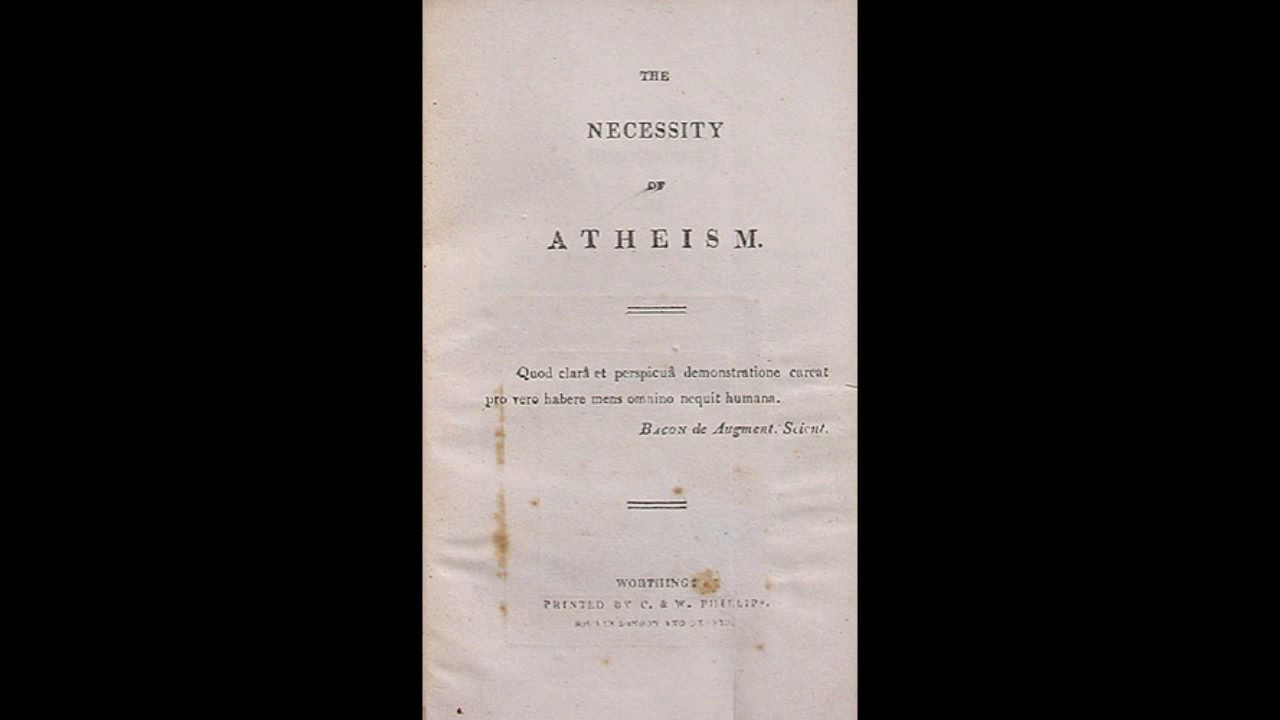 THE
NECESSITY
OF
ATHEISM.
Quod clarâ et perspicuâ demonstratione careat
pro vero habere mens omnino nequit humana.
BACON de Augment. Scient.
WORTHING
PRINTED BY C. & W. PHILLIPS.